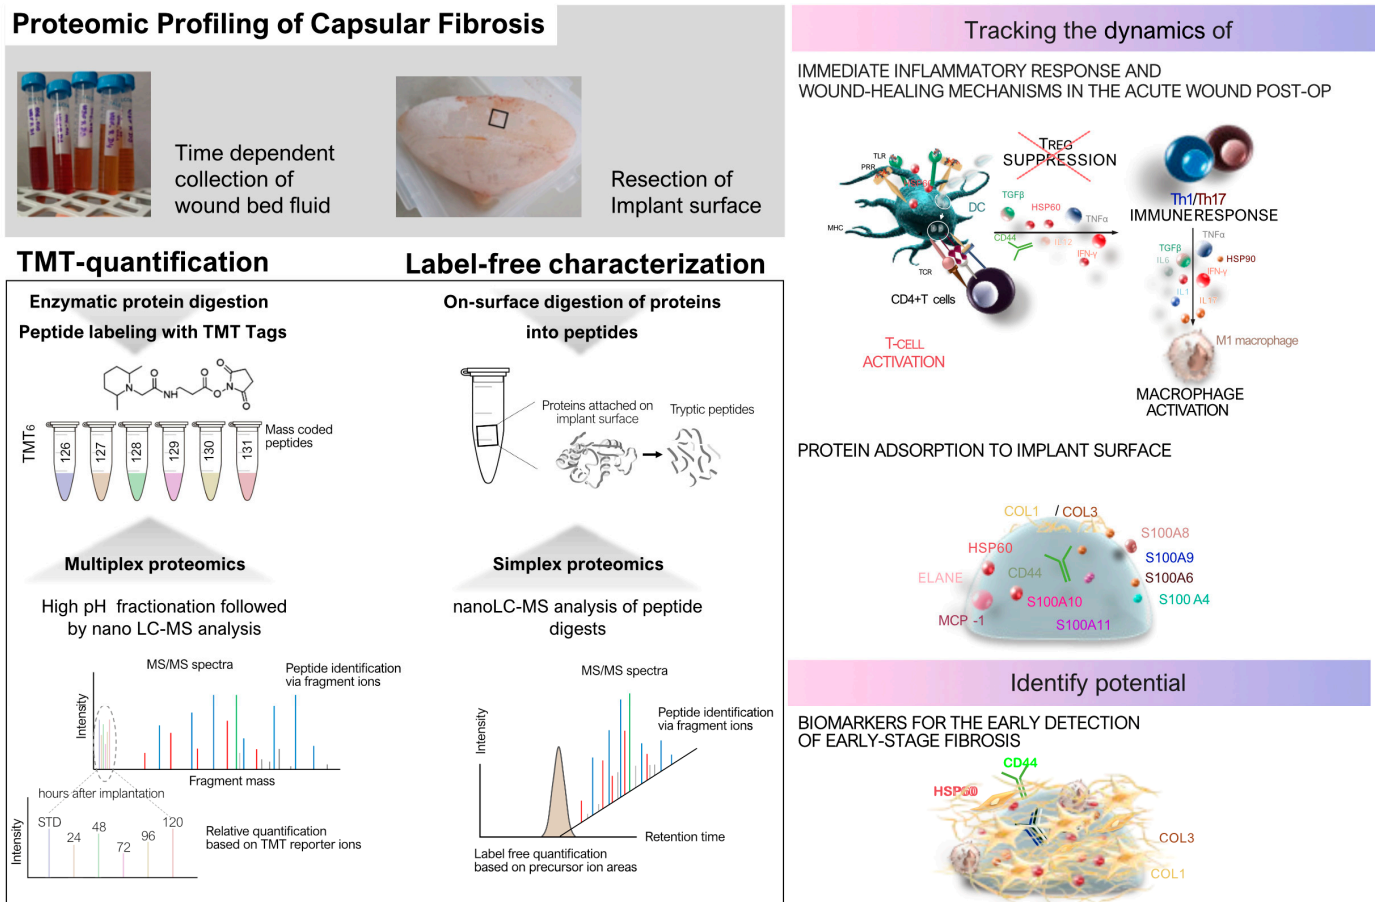 Proteomic Profiling of Capsular Fibrosis
Time dependent
collection of
wound bed fluid
Resection of
Implant surface
TMT-quantification
Enzymatic protein digestion
Peptide labeling with TMT Tags
N
O
NH
O
O
N
O
O
TMT6
126
127
128
129
130
131
Mass coded
peptides
Multiplex proteomics
High pH fractionation followed
by nano LC-MS analysis
MS/MS spectra
Peptide identification
via fragment ions
Intensity
Fragment mass
hours after implantation
Intensity
STD
24
48
72
96
120
Relative quantification
based on TMT reporter ions
Label-free characterization
On-surface digestion of proteins
into peptides
Proteins attached on
implant surface
Tryptic peptides
Simplex proteomics
nanoLC-MS analysis of peptide
digests
MS/MS spectra
Peptide identification
via fragment ions
Intensity
Retention time
Label free quantification
based on precursor ion areas
Tracking the dynamics of
IMMEDIATE INFLAMMATORY RESPONSE AND
WOUND-HEALING MECHANISMS IN THE ACUTE WOUND POST-OP
TLR
PRR
MHC
DC
TCR
CD4+T cells
T-CELL
ACTIVATION
TREG
SUPPRESSION
TGFβ
HSP60
TNFα
CD44
IL12
IFN-γ
Th1/Th17
IMMUNERESPONSE
TNFα
TGFβ
IL6
HSP90
IFN-γ
IL1
M1 macrophage
MACROPHAGE
ACTIVATION
PROTEIN ADSORPTION TO IMPLANT SURFACE
COL1 / COL3
S100A8
HSP60
S100A9
CD44
ELANE
S100A6
S100A10
S100 A4
MCP -1
S100A11
Identify potential
BIOMARKERS FOR THE EARLY DETECTION
OF EARLY-STAGE FIBROSIS
CD44
HSP60
COL3
COL1